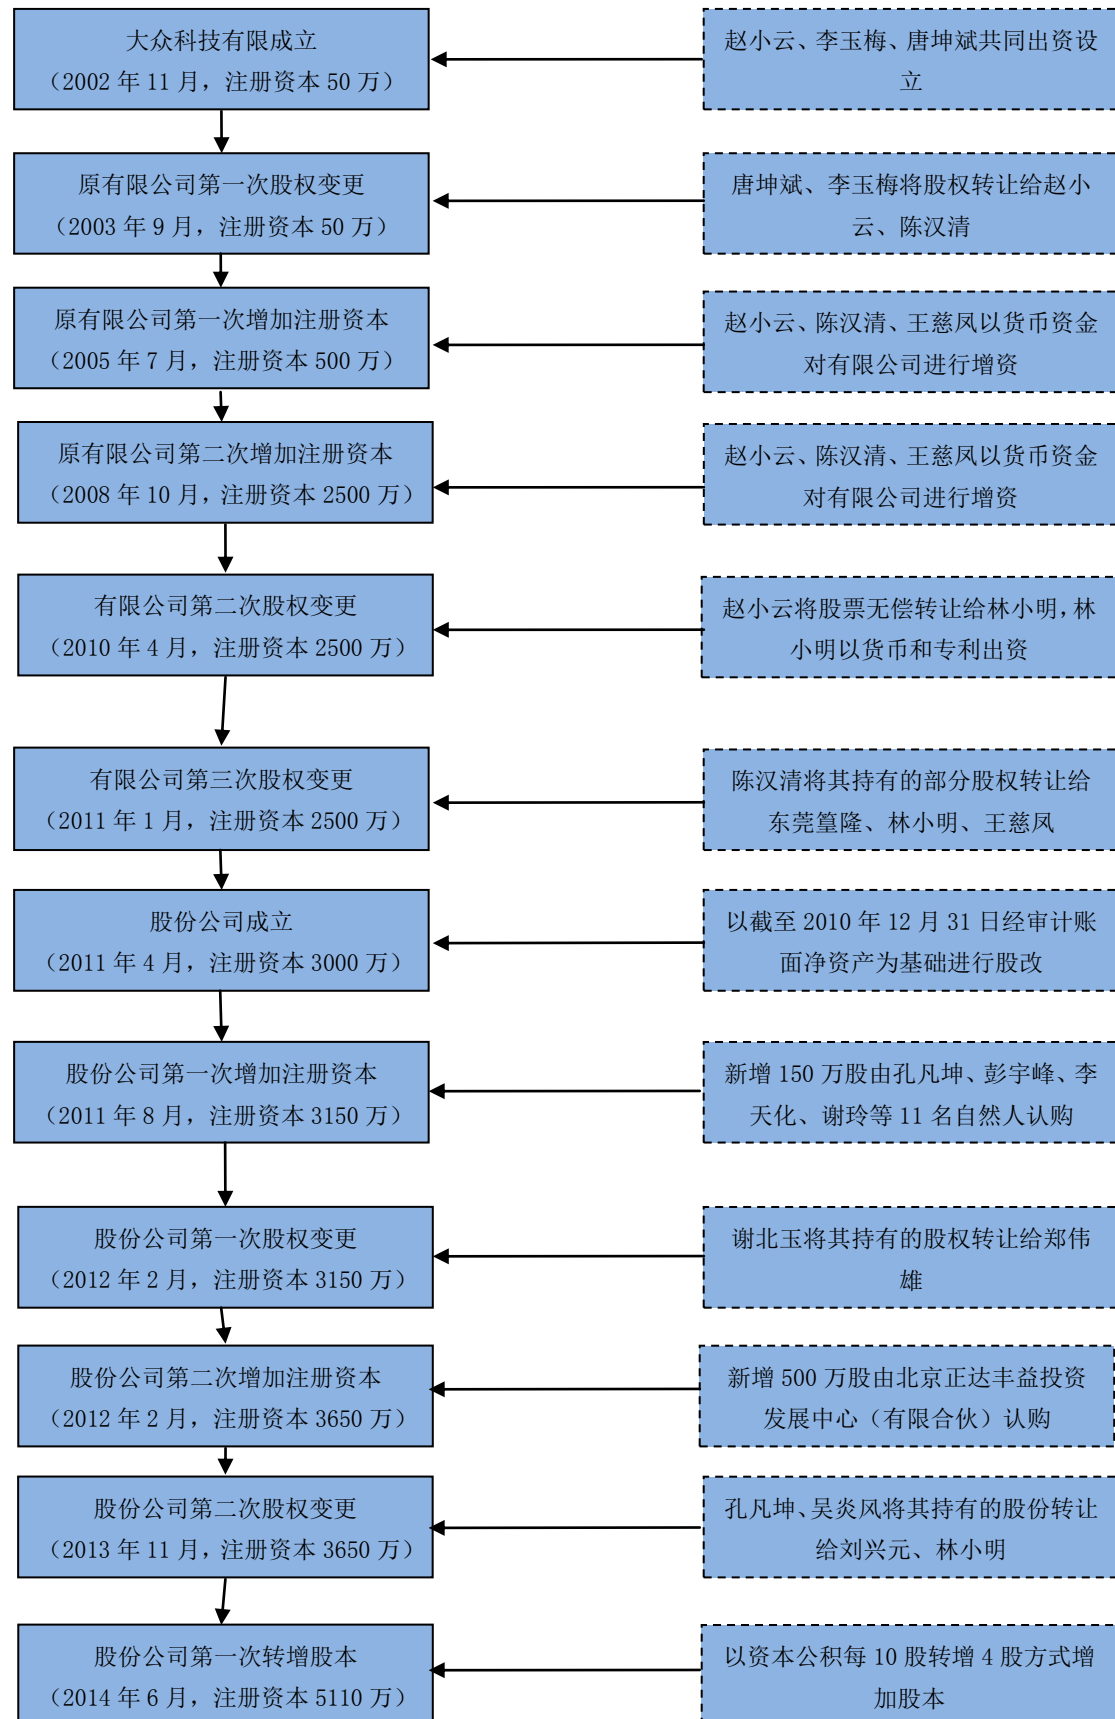 大众科技有限成立
（2002 年 11 月，注册资本 50 万）
赵小云、李玉梅、唐坤斌共同出资设
立
原有限公司第一次股权变更
（2003 年 9 月，注册资本 50 万）
唐坤斌、李玉梅将股权转让给赵小
云、陈汉清
原有限公司第一次增加注册资本
（2005 年 7 月，注册资本 500 万）
赵小云、陈汉清、王慈凤以货币资金
对有限公司进行增资
原有限公司第二次增加注册资本
（2008 年 10 月，注册资本 2500 万）
赵小云、陈汉清、王慈凤以货币资金
对有限公司进行增资
有限公司第二次股权变更
（2010 年 4 月，注册资本 2500 万）
赵小云将股票无偿转让给林小明，林
小明以货币和专利出资
有限公司第三次股权变更
（2011 年 1 月，注册资本 2500 万）
陈汉清将其持有的部分股权转让给
东莞篁隆、林小明、王慈凤
股份公司成立
（2011 年 4 月，注册资本 3000 万）
以截至 2010 年 12 月 31 日经审计账
面净资产为基础进行股改
股份公司第一次增加注册资本
（2011 年 8 月，注册资本 3150 万）
新增 150 万股由孔凡坤、彭宇峰、李
天化、谢玲等 11 名自然人认购
股份公司第一次股权变更
（2012 年 2 月，注册资本 3150 万）
谢北玉将其持有的股权转让给郑伟
雄
股份公司第二次增加注册资本
（2012 年 2 月，注册资本 3650 万）
新增 500 万股由北京正达丰益投资
发展中心（有限合伙）认购
股份公司第二次股权变更
（2013 年 11 月，注册资本 3650 万）
孔凡坤、吴炎风将其持有的股份转让
给刘兴元、林小明
股份公司第一次转增股本
（2014 年 6 月，注册资本 5110 万）
以资本公积每 10 股转增 4 股方式增
加股本